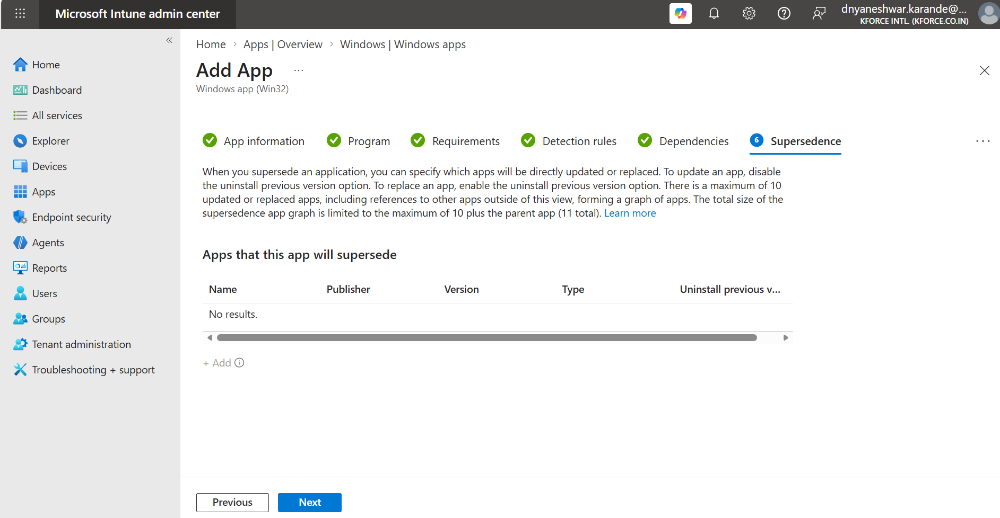 Microsoft Intune admin center
dnyaneshwar.karande@...
KFORCE INTL. (KFORCE.CO.IN)
Home
Dashboard
All services
Explorer
Devices
Apps
Endpoint security
Agents
Reports
Users
Groups
Tenant administration
Troubleshooting + support
Home > Apps | Overview > Windows | Windows apps
Add App ...
Windows app (Win32)
App information Program Requirements Detection rules Dependencies 6 Supersedence ...
When you supersede an application, you can specify which apps will be directly updated or replaced. To update an app, disable
the uninstall previous version option. To replace an app, enable the uninstall previous version option. There is a maximum of 10
updated or replaced apps, including references to other apps outside of this view, forming a graph of apps. The total size of the
supersedence app graph is limited to the maximum of 10 plus the parent app (11 total). Learn more
Apps that this app will supersede
Name Publisher Version Type Uninstall previous v...
No results.
+ Add
Previous Next